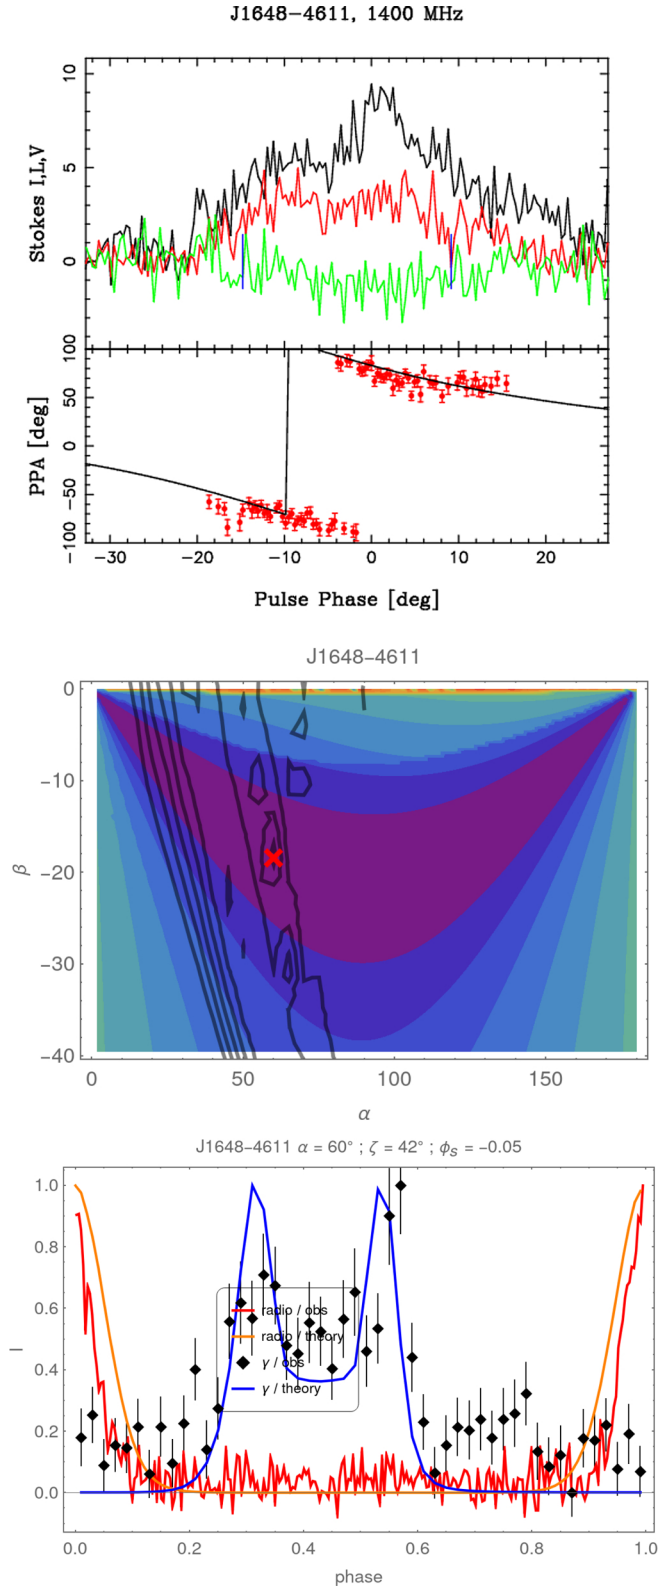 J1648−4611, 1400 MHz
10
5
0
Stokes I,L,V
100
50
0
−50
−100
PPA [deg]
−30 −20 −10 0 10 20
Pulse Phase [deg]
J1648-4611
0
-10
-20
-30
-40
β
0 50 100 150
α
J1648-4611 α = 60° ; ζ = 42° ; ϕs = -0.05
1.0
0.8
0.6
0.4
0.2
0.0
I
radio / obs
radio / theory
γ / obs
γ / theory
0.0 0.2 0.4 0.6 0.8 1.0
phase